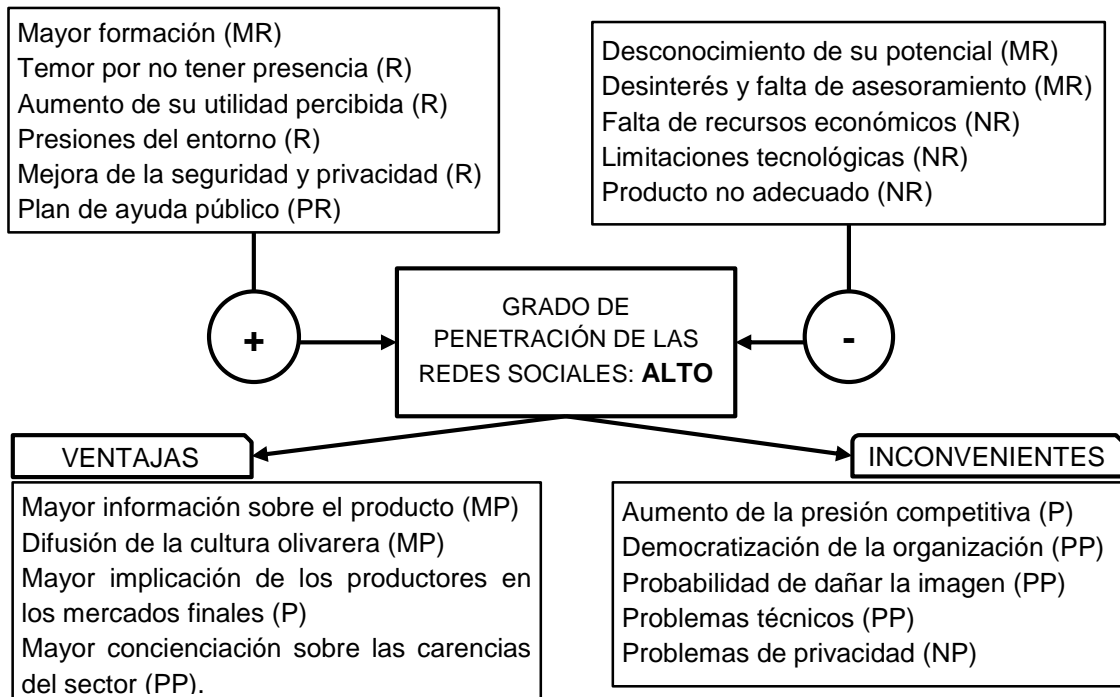 Mayor formación (MR)
Temor por no tener presencia (R)
Aumento de su utilidad percibida (R)
Presiones del entorno (R)
Mejora de la seguridad y privacidad (R)
Plan de ayuda público (PR)
Desconocimiento de su potencial (MR)
Desinterés y falta de asesoramiento (MR)
Falta de recursos económicos (NR)
Limitaciones tecnológicas (NR)
Producto no adecuado (NR)
+
GRADO DE
PENETRACIÓN DE LAS
REDES SOCIALES: ALTO
-
VENTAJAS
Mayor información sobre el producto (MP)
Difusión de la cultura olivarera (MP)
Mayor implicación de los productores en
los mercados finales (P)
Mayor concienciación sobre las carencias
del sector (PP).
INCONVENIENTES
Aumento de la presión competitiva (P)
Democratización de la organización (PP)
Probabilidad de dañar la imagen (PP)
Problemas técnicos (PP)
Problemas de privacidad (NP)